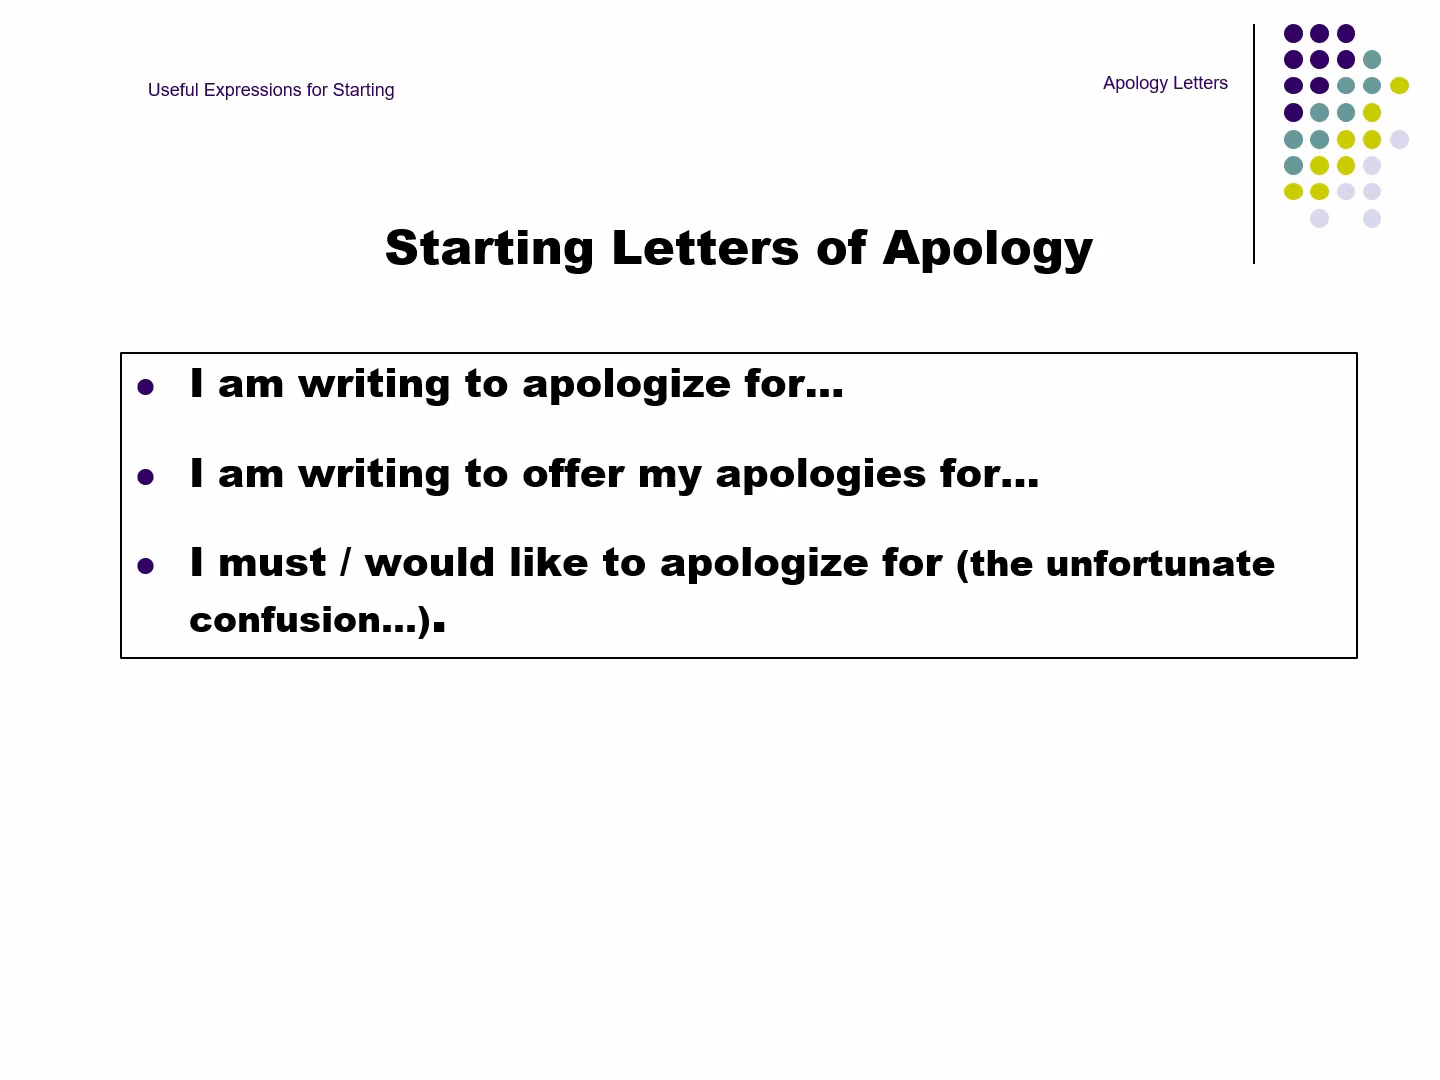 Useful Expressions for Starting
Apology Letters
Starting Letters of Apology
● I am writing to apologize for…
● I am writing to offer my apologies for…
● I must / would like to apologize for (the unfortunate
confusion…).